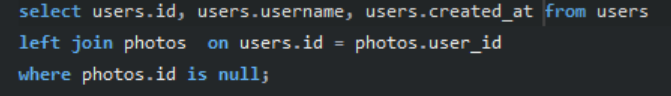 select users.id, users.username, users.created_at from users
left join photos  on users.id = photos.user_id
where photos.id is null;